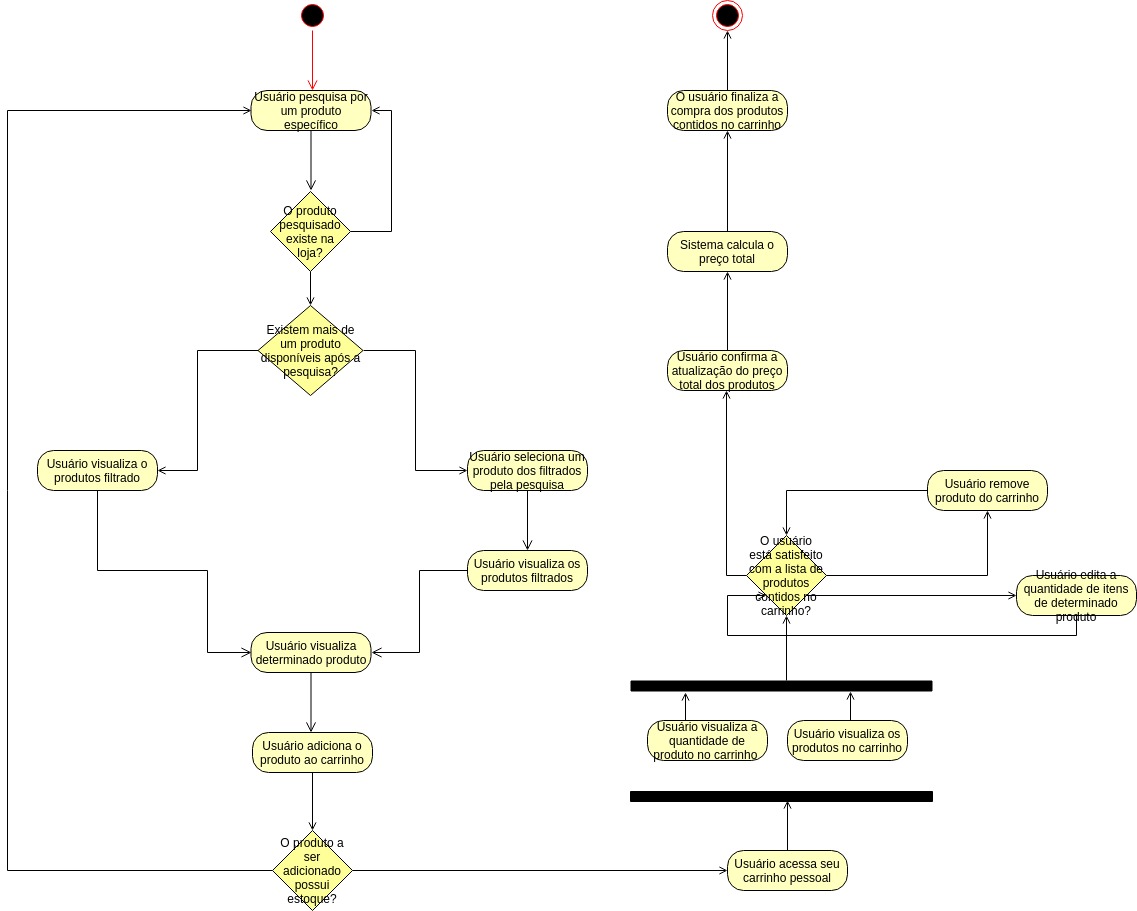 Usuário pesquisa por
um produto
específico
O produto
pesquisado
existe na
loja?
Existem mais de
um produto
disponíveis após a
pesquisa?
Usuário visualiza o
produtos filtrado
Usuário seleciona um
produto dos filtrados
pela pesquisa
Usuário visualiza os
produtos filtrados
Usuário visualiza
determinado produto
Usuário adiciona o
produto ao carrinho
O produto a
ser
adicionado
possui
estoque?
Usuário acessa seu
carrinho pessoal
Usuário visualiza a
quantidade de
produto no carrinho
Usuário visualiza os
produtos no carrinho
O usuário
está satisfeito
com a lista de
produtos
contidos no
carrinho?
Usuário edita a
quantidade de itens
de determinado
produto
Usuário remove
produto do carrinho
Usuário confirma a
atualização do preço
total dos produtos
Sistema calcula o
preço total
O usuário finaliza a
compra dos produtos
contidos no carrinho